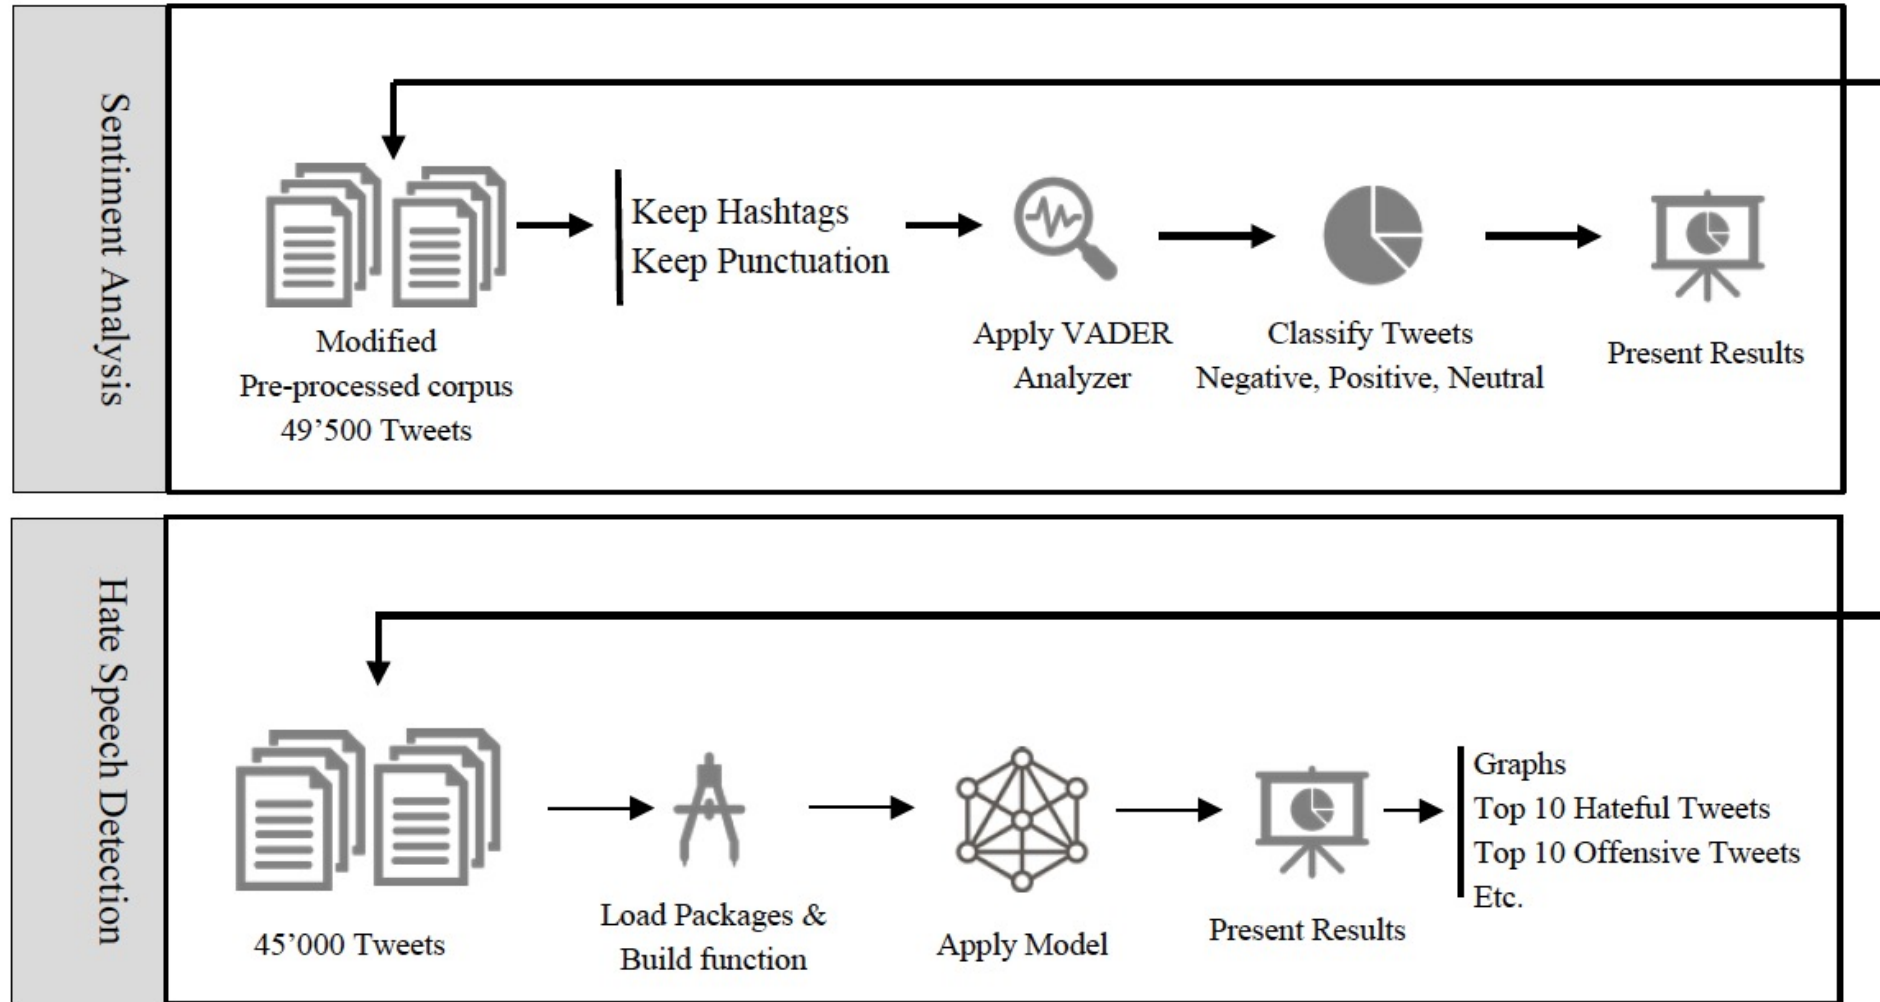 Sentiment Analysis
Keep Hashtags
Keep Punctuation
Modified
Pre-processed corpus
49’500 Tweets
Apply VADER
Analyzer
Classify Tweets
Negative, Positive, Neutral
Present Results
Hate Speech Detection
45’000 Tweets
Load Packages &
Build function
Apply Model
Present Results
Graphs
Top 10 Hateful Tweets
Top 10 Offensive Tweets
Etc.